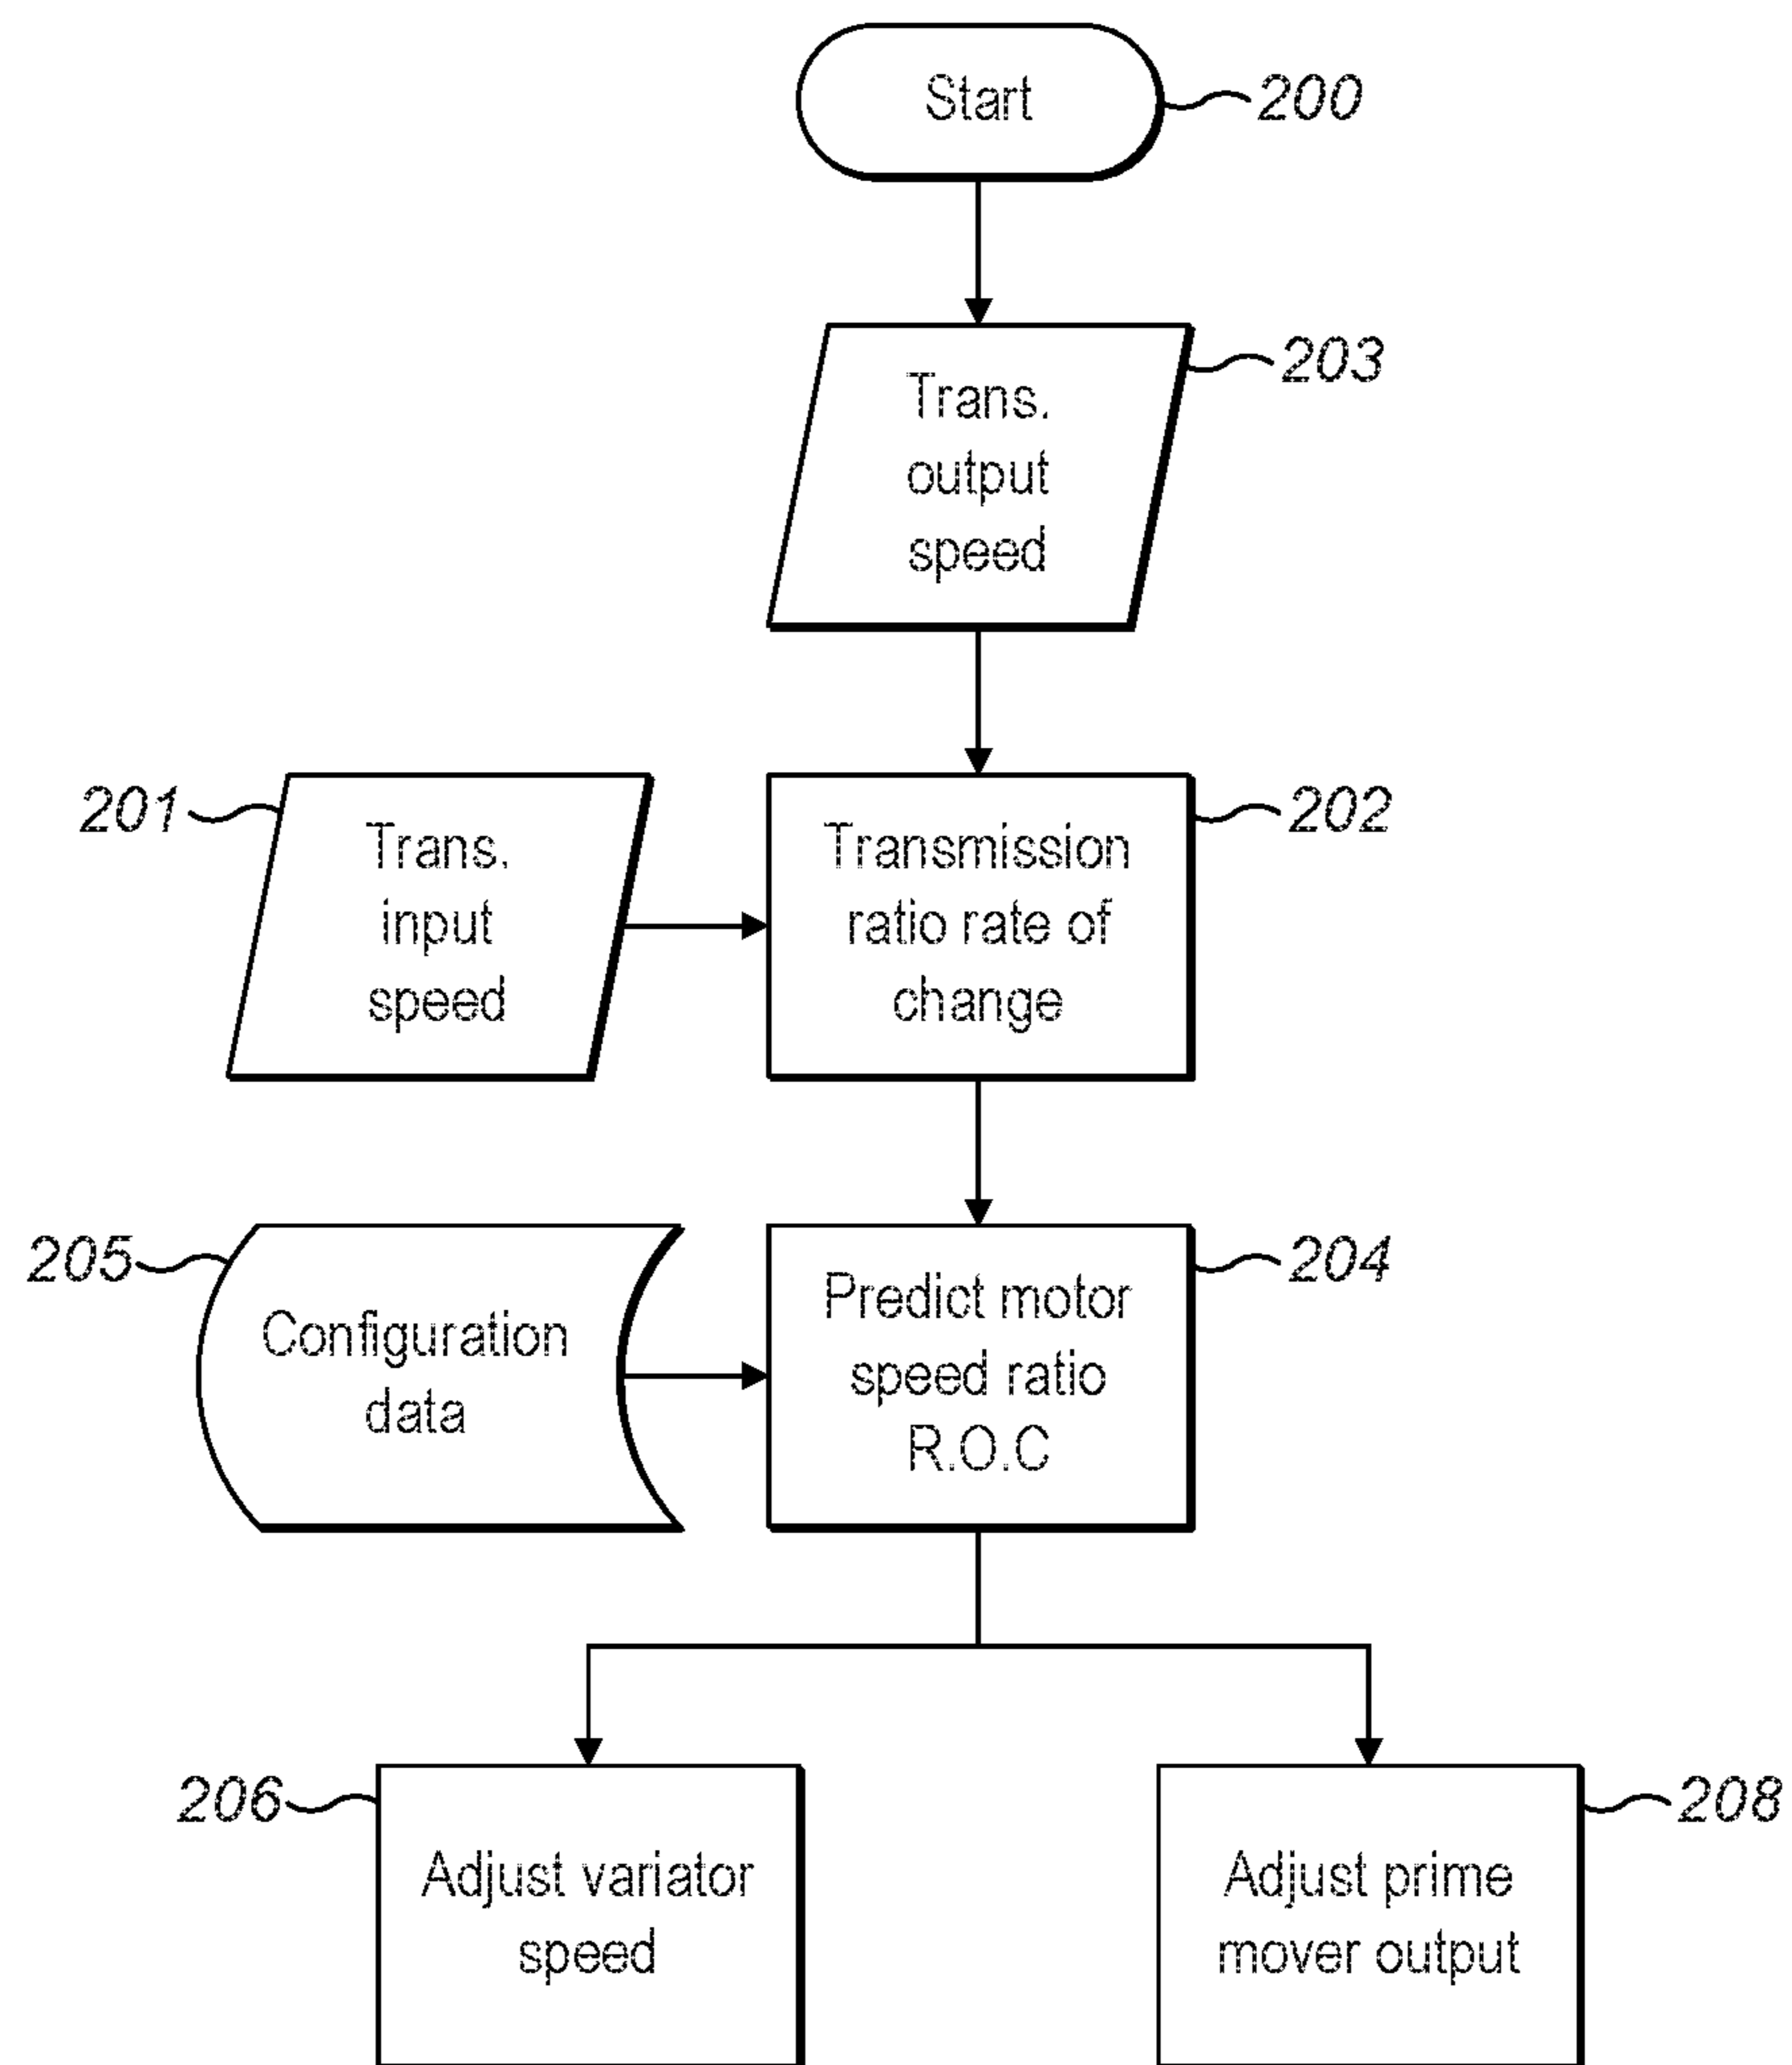 Start
200
Trans.
output
speed
203
201
Trans.
input
speed
Transmission
ratio rate of
change
202
205
Configuration
data
Predict motor
speed ratio
R.O.C
204
206
Adjust variator
speed
Adjust prime
mover output
208